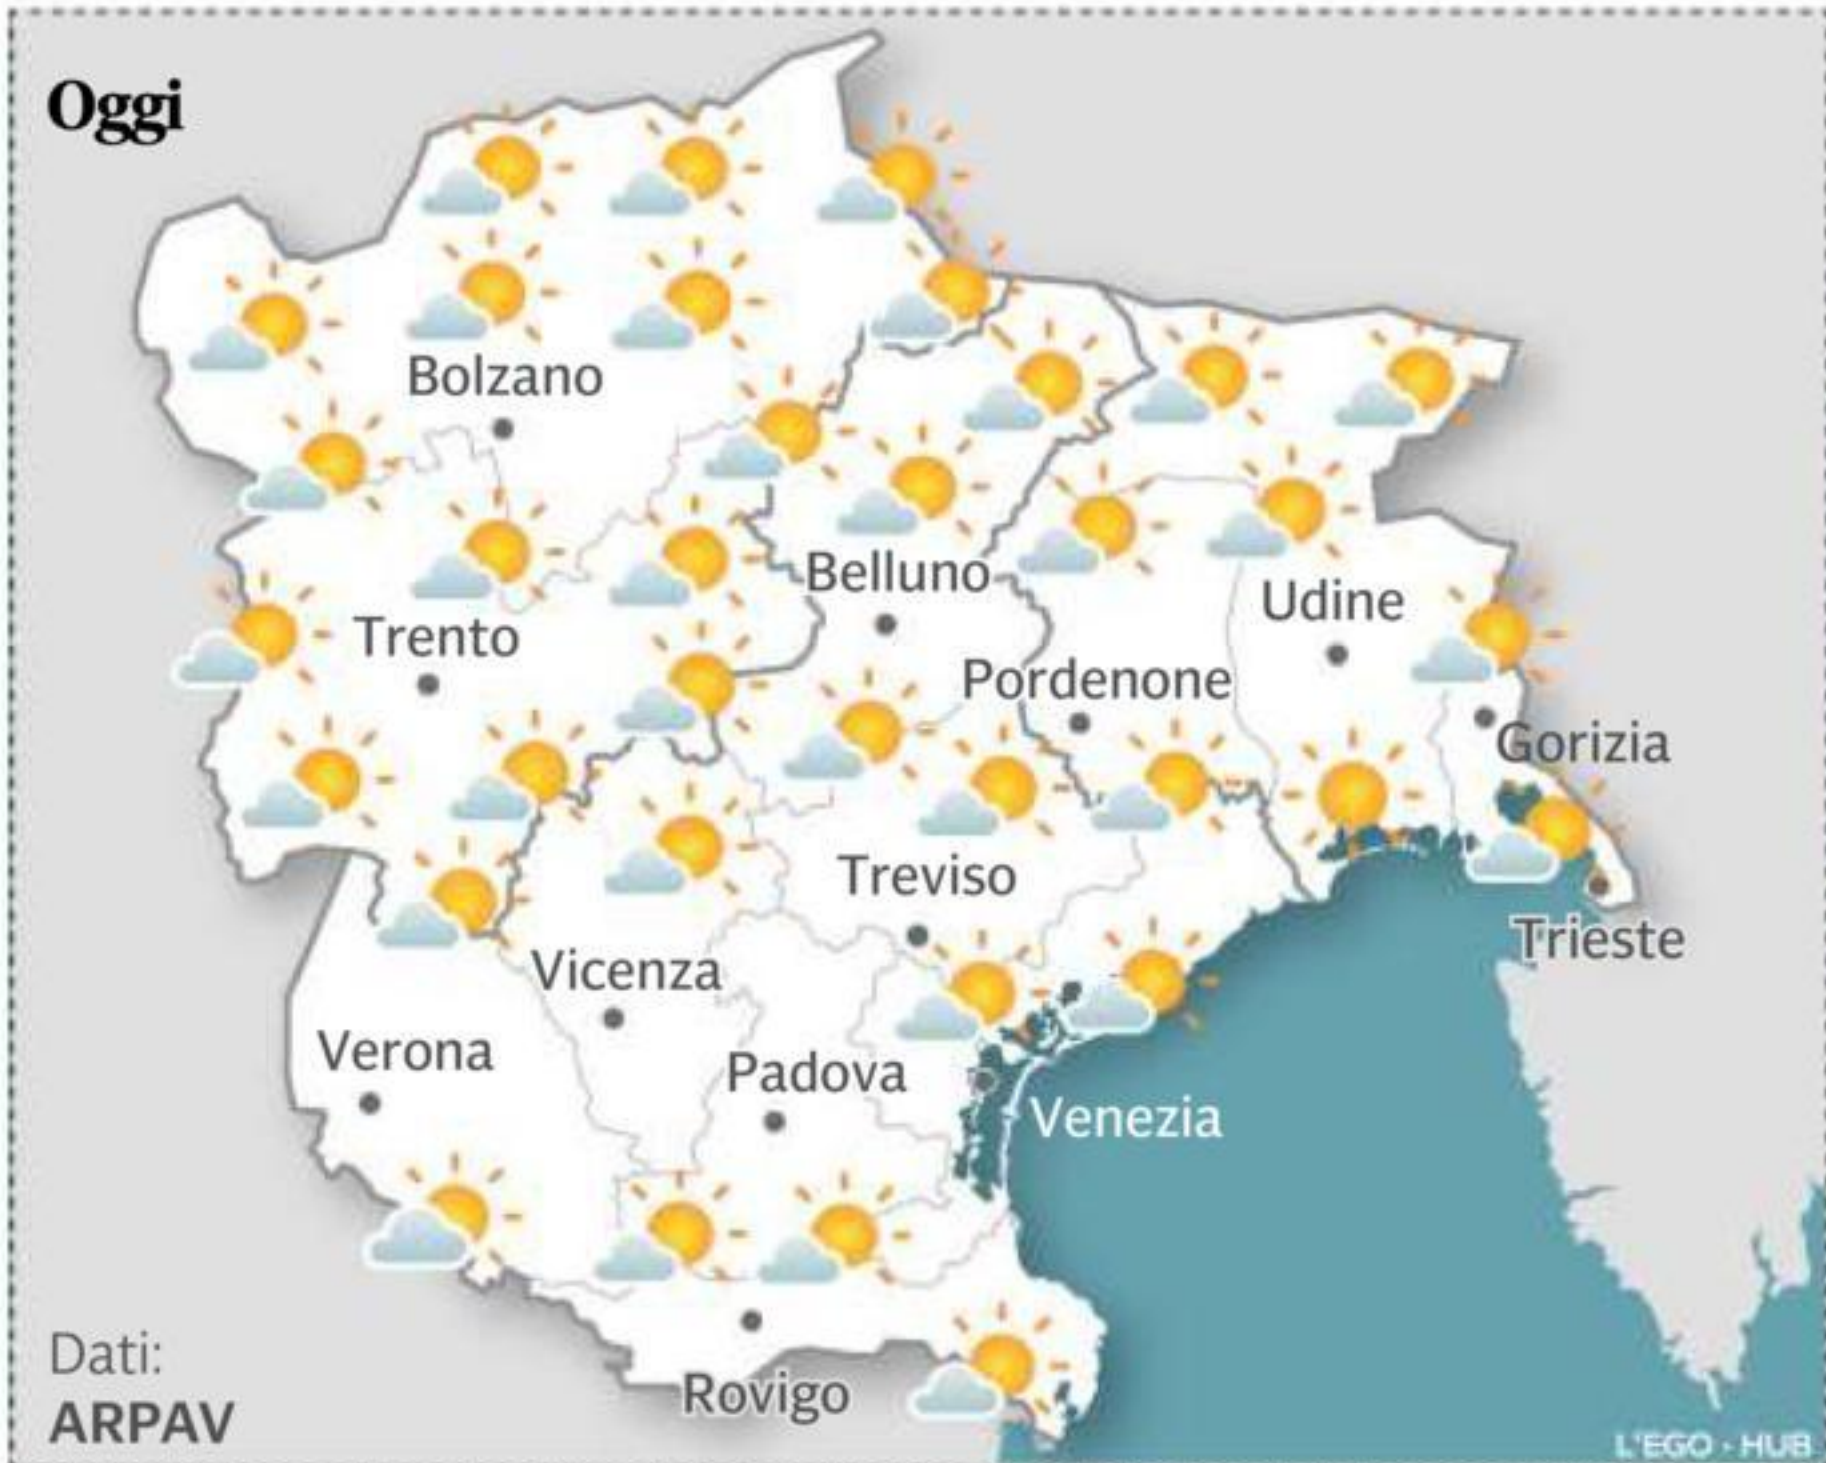 Oggi
Bolzano
Belluno
Udine
Trento
Pordenone
Gorizia
Treviso
Trieste
Vicenza
Verona
Padova
Venezia
Dati:
ARPAV
Rovigo
L'EGO - HUB